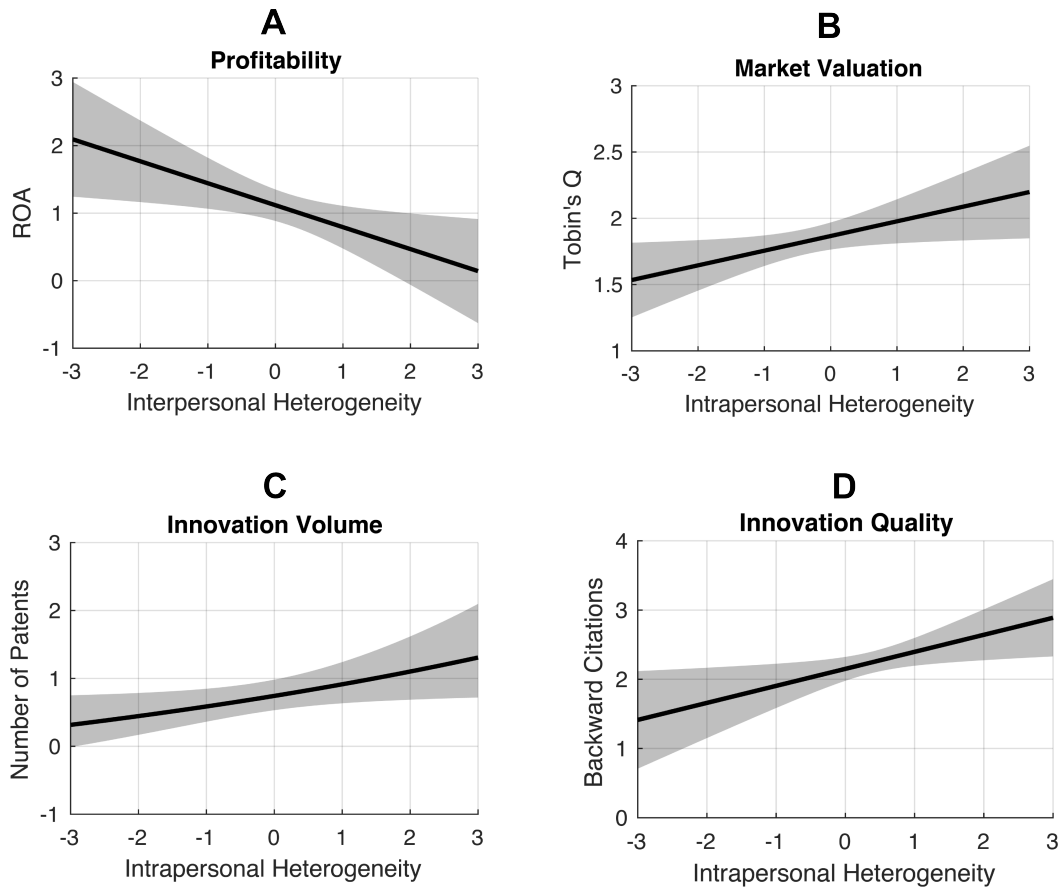 A
Profitability
3
2
1
0
-1
ROA
-3 -2 -1 0 1 2 3
Interpersonal Heterogeneity
B
Market Valuation
3
2.5
2
1.5
1
Tobin's Q
-3 -2 -1 0 1 2 3
Intrapersonal Heterogeneity
C
Innovation Volume
3
2
1
0
-1
Number of Patents
-3 -2 -1 0 1 2 3
Intrapersonal Heterogeneity
D
Innovation Quality
4
3
2
1
0
Backward Citations
-3 -2 -1 0 1 2 3
Intrapersonal Heterogeneity